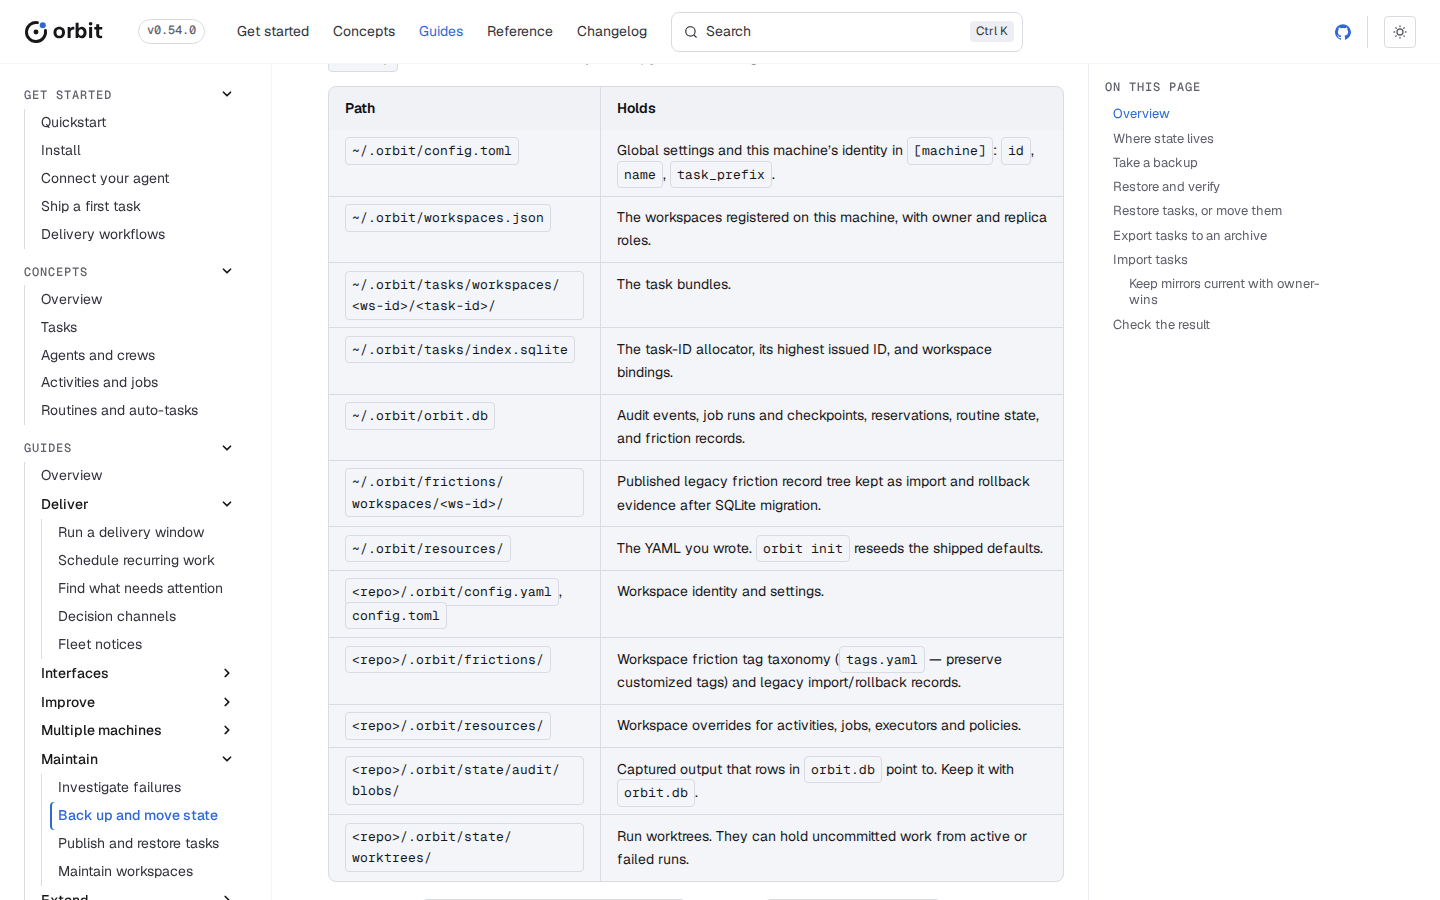 orbit
v0.54.0
Get started
Concepts
Guides
Reference
Changelog
Search
Ctrl K
GET STARTED
Quickstart
Install
Connect your agent
Ship a first task
Delivery workflows
CONCEPTS
Overview
Tasks
Agents and crews
Activities and jobs
Routines and auto-tasks
GUIDES
Overview
Deliver
Run a delivery window
Schedule recurring work
Find what needs attention
Decision channels
Fleet notices
Interfaces
Improve
Multiple machines
Maintain
Investigate failures
Back up and move state
Publish and restore tasks
Maintain workspaces
Extend
Path
Holds
~/.orbit/config.toml
Global settings and this machine's identity in [machine]: id,
name, task_prefix.
~/.orbit/workspaces.json
The workspaces registered on this machine, with owner and replica
roles.
~/.orbit/tasks/workspaces/
<ws-id>/<task-id>/
The task bundles.
~/.orbit/tasks/index.sqlite
The task-ID allocator, its highest issued ID, and workspace
bindings.
~/.orbit/orbit.db
Audit events, job runs and checkpoints, reservations, routine state,
and friction records.
~/.orbit/frictions/
workspaces/<ws-id>/
Published legacy friction record tree kept as import and rollback
evidence after SQLite migration.
~/.orbit/resources/
The YAML you wrote. orbit init reseeds the shipped defaults.
<repo>/.orbit/config.yaml,
config.toml
Workspace identity and settings.
<repo>/.orbit/frictions/
Workspace friction tag taxonomy (tags.yaml — preserve
customized tags) and legacy import/rollback records.
<repo>/.orbit/resources/
Workspace overrides for activities, jobs, executors and policies.
<repo>/.orbit/state/audit/
blobs/
Captured output that rows in orbit.db point to. Keep it with
orbit.db.
<repo>/.orbit/state/
worktrees/
Run worktrees. They can hold uncommitted work from active or
failed runs.
ON THIS PAGE
Overview
Where state lives
Take a backup
Restore and verify
Restore tasks, or move them
Export tasks to an archive
Import tasks
Keep mirrors current with owner-
wins
Check the result